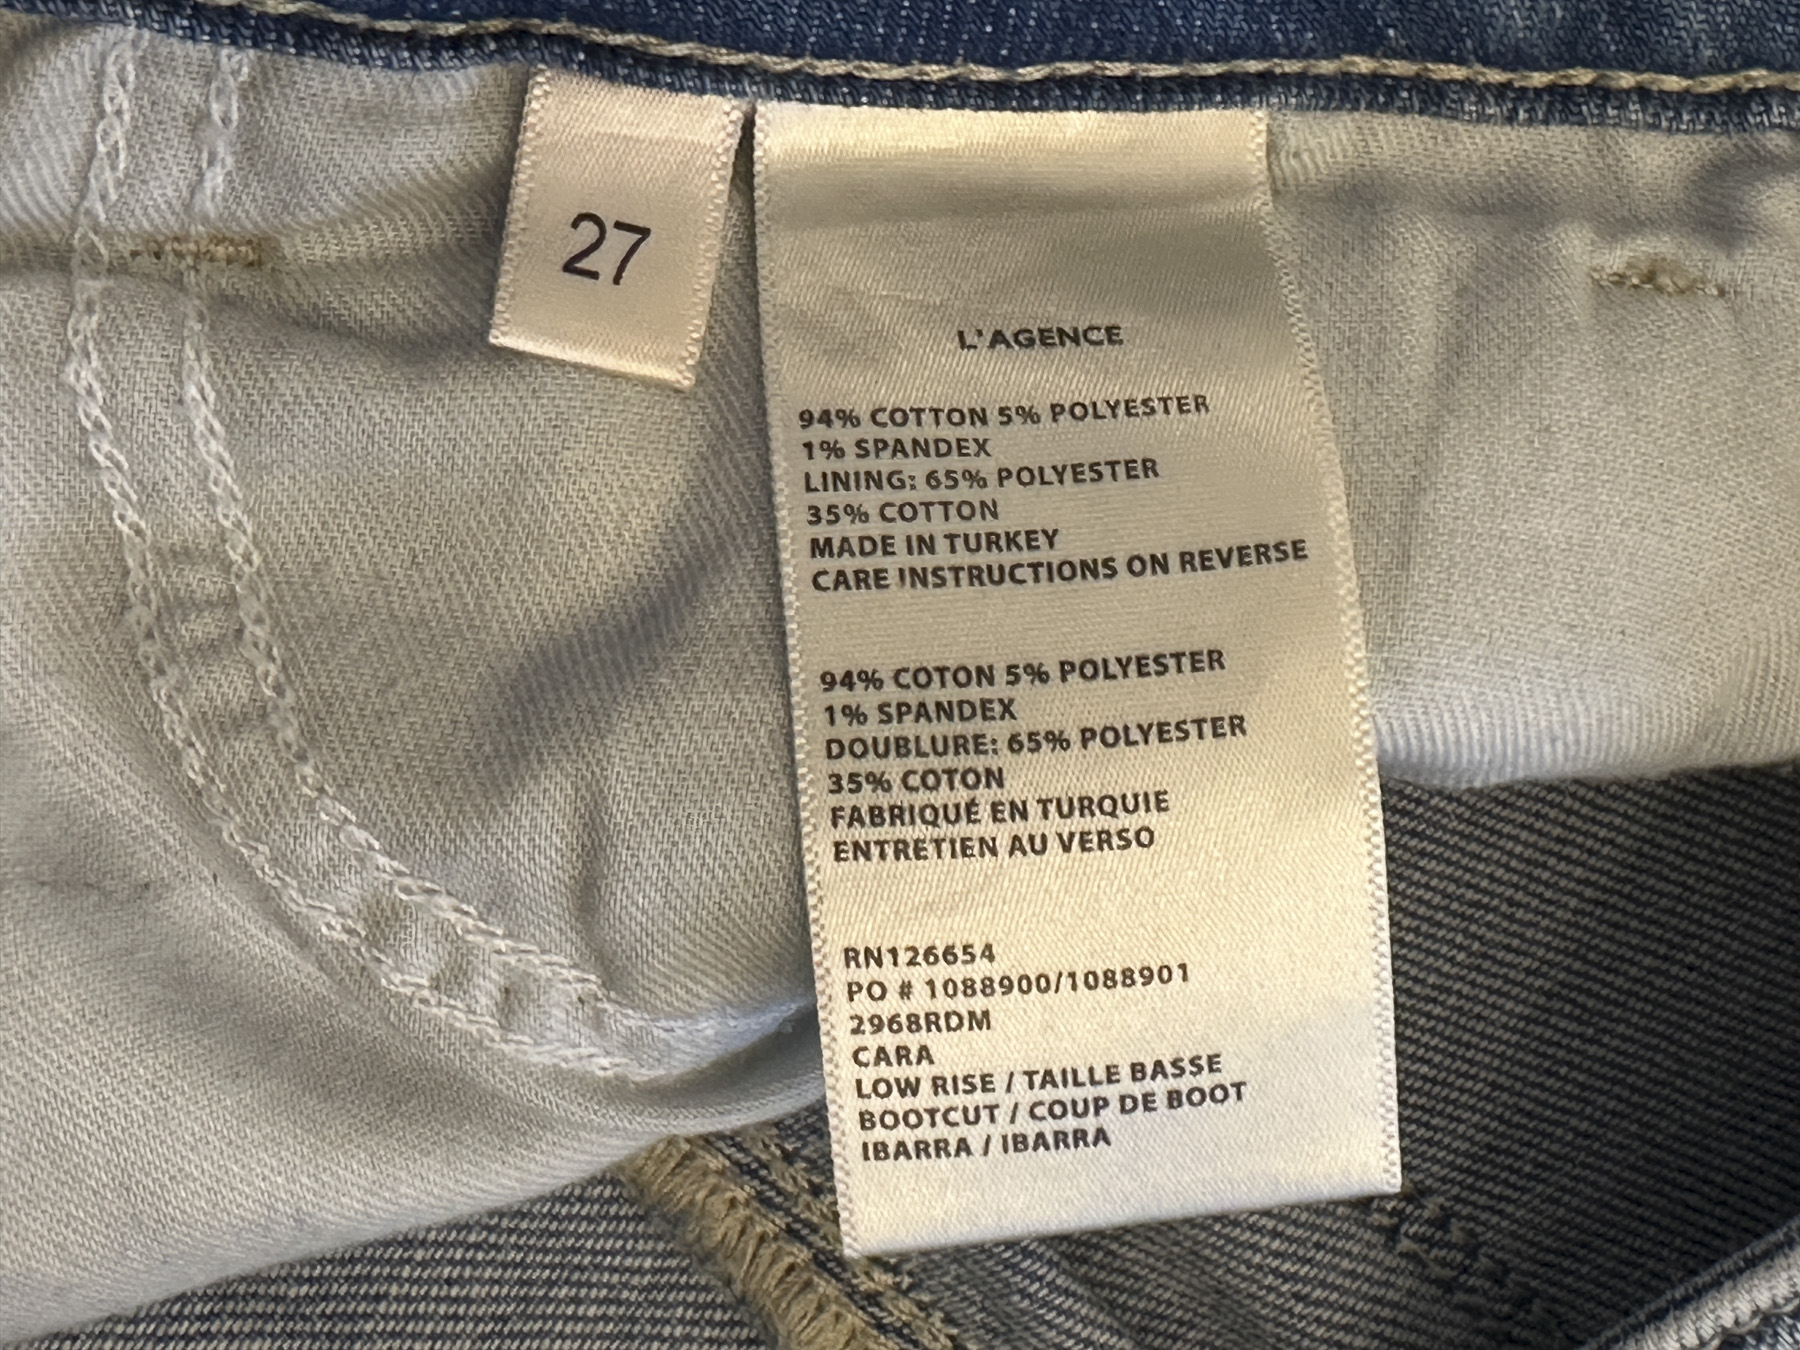 27
L'AGENCE
94% COTTON 5% POLYESTER
1% SPANDEX
LINING: 65% POLYESTER
35% COTTON
MADE IN TURKEY
CARE INSTRUCTIONS ON REVERSE
94% COTON 5% POLYESTER
1% SPANDEX
DOUBLURE: 65% POLYESTER
35% COTON
FABRIQUÉ EN TURQUIE
ENTRETIEN AU VERSO
RN126654
PO # 1088900/1088901
2968RDM
CARA
LOW RISE / TAILLE BASSE
BOOTCUT / COUP DE BOOT
IBARRA / IBARRA